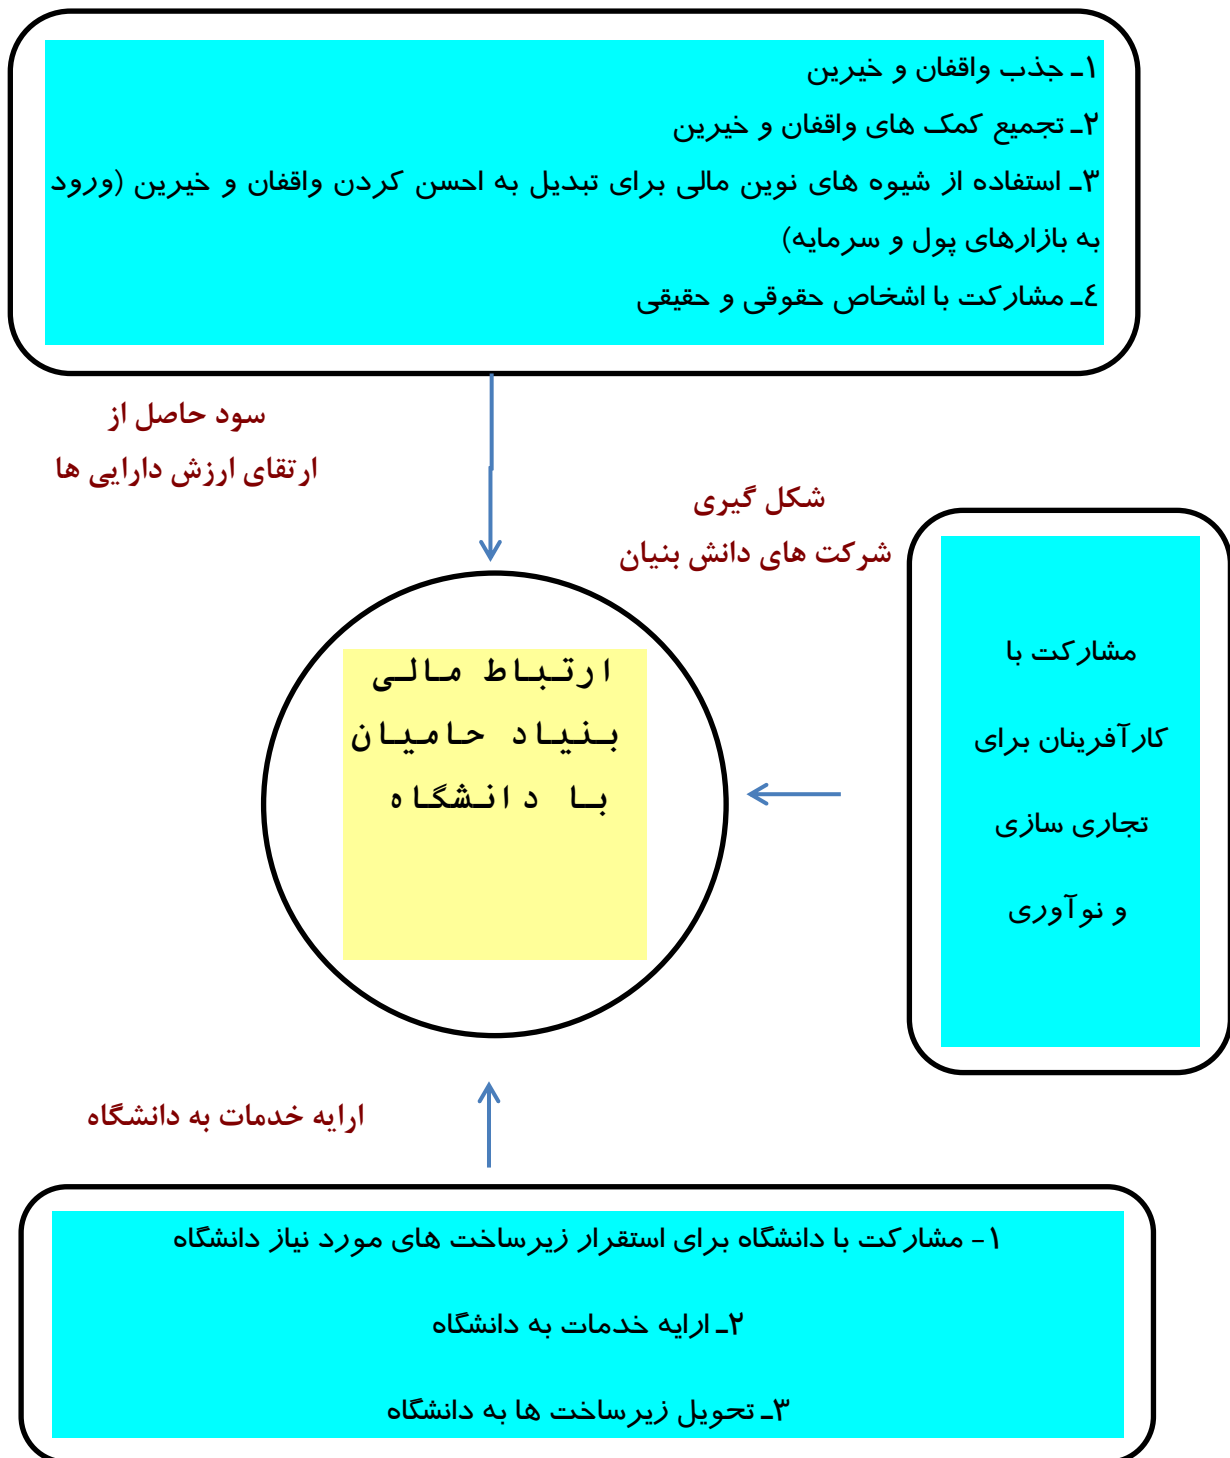 ۱ـ جذب واقفان و خیرین
۲ـ تجمیع کمک های واقفان و خیرین
۳ـ استفاده از شیوه های نوین مالی برای تبدیل به احسن کردن واقفان و خیرین (ورود
به بازارهای پول و سرمایه)
٤ـ مشارکت با اشخاص حقوقی و حقیقی
سود حاصل از
ارتقای ارزش دارایی ها
شکل گیری
شرکت های دانش بنیان
ارتباط مالی
بنیاد حامیان
با دانشگاه
مشارکت با
کارآفرینان برای
تجاری سازی
و نوآوری
ارایه خدمات به دانشگاه
۱- مشارکت با دانشگاه برای استقرار زیرساخت های مورد نیاز دانشگاه
۲ـ ارایه خدمات به دانشگاه
۳ـ تحویل زیرساخت ها به دانشگاه